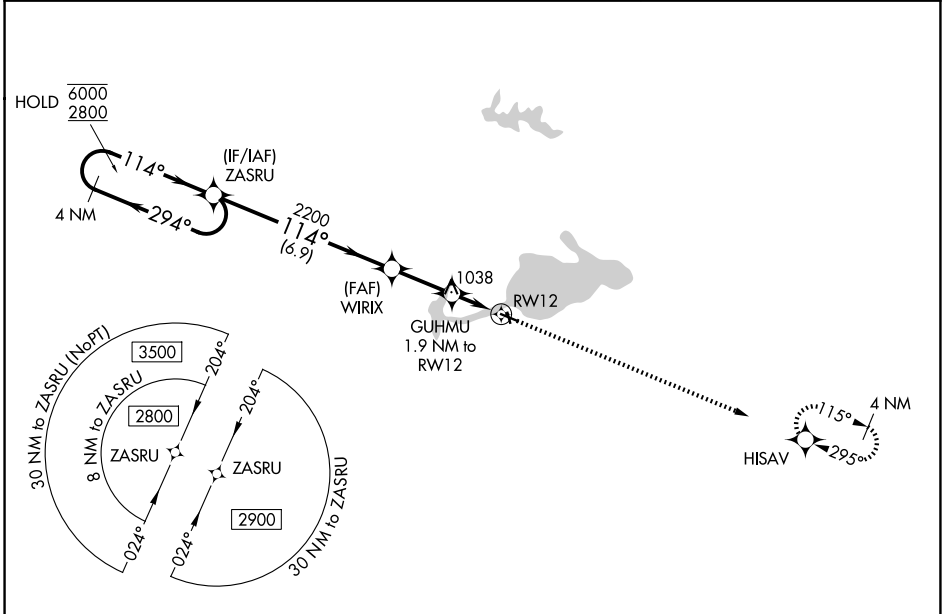 HOLD 6000
2800
114°
294°
4 NM
(IF/IAF)
ZASRU
2200
114°
(6.9)
(FAF)
WIRIX
1038
GUHMU
1.9 NM to
RW12
RW12
115°
4 NM
295°
HISAV
30 NM to ZASRU (NoPT)
3500
204°
8 NM to ZASRU
2800
ZASRU
024°
204°
ZASRU
2900
024°
30 NM to ZASRU